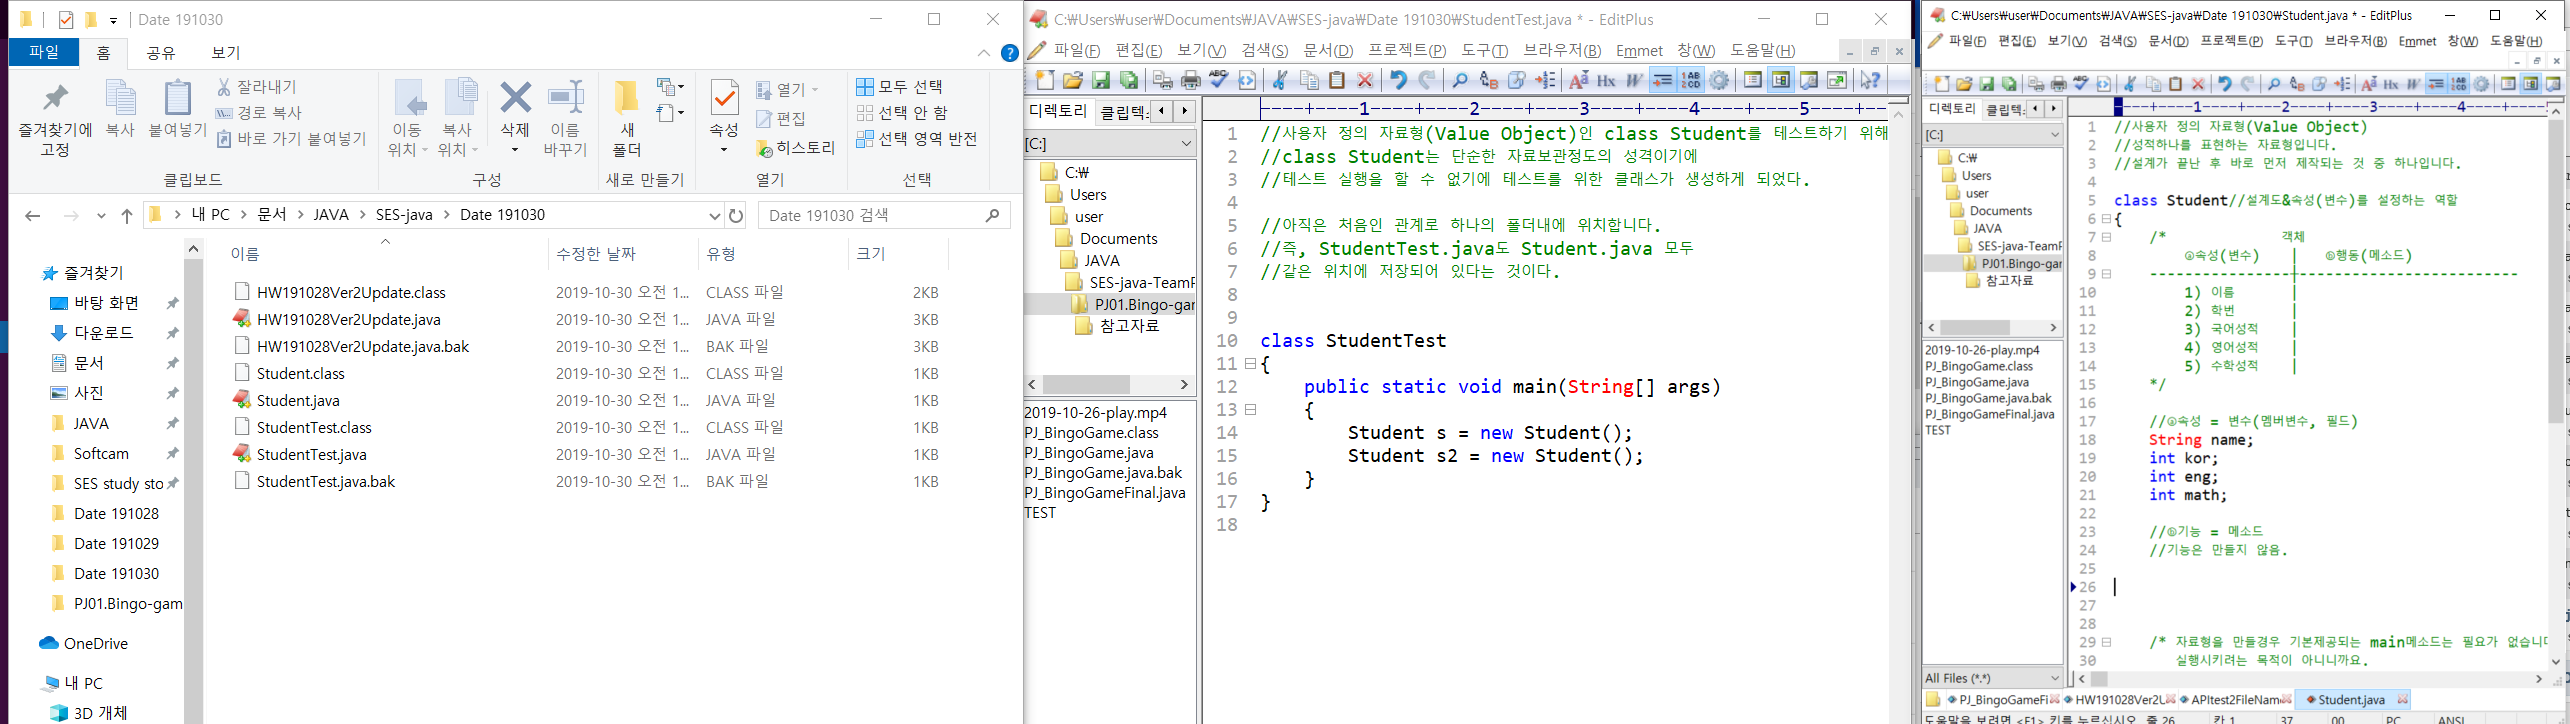 Date 191030
파일
홈
공유
보기
즐겨찾기에
고정
복사
붙여넣기
잘라내기
경로 복사
바로 가기 붙여넣기
클립보드
이동
위치
복사
위치
삭제
이름
바꾸기
구성
새
폴더
새로 만들기
속성
열기
편집
히스토리
열기
모두 선택
선택 안 함
선택 영역 반전
선택
내 PC > 문서 > JAVA > SES-java > Date 191030
Date 191030 검색
즐겨찾기
바탕 화면
다운로드
문서
사진
JAVA
Softcam
SES study sto
Date 191028
Date 191029
Date 191030
PJ01.Bingo-gam
OneDrive
내 PC
3D 개체
이름 수정한 날짜 유형 크기
HW191028Ver2Update.class 2019-10-30 오전 1... CLASS 파일 2KB
HW191028Ver2Update.java 2019-10-30 오전 1... JAVA 파일 3KB
HW191028Ver2Update.java.bak 2019-10-30 오전 1... BAK 파일 3KB
Student.class 2019-10-30 오전 1... CLASS 파일 1KB
Student.java 2019-10-30 오전 1... JAVA 파일 1KB
StudentTest.class 2019-10-30 오전 1... CLASS 파일 1KB
StudentTest.java 2019-10-30 오전 1... JAVA 파일 1KB
StudentTest.java.bak 2019-10-30 오전 1... BAK 파일 1KB
C:₩Users₩user₩Documents₩JAVA₩SES-java₩Date 191030₩StudentTest.java * - EditPlus
파일(F) 편집(E) 보기(V) 검색(S) 문서(D) 프로젝트(P) 도구(T) 브라우저(B) Emmet 창(W) 도움말(H)
디렉토리 클립텍스
[C:]
C:₩
Users
user
Documents
JAVA
SES-java-TeamP
PJ01.Bingo-gar
참고자료
2019-10-26-play.mp4
PJ_BingoGame.class
PJ_BingoGame.java
PJ_BingoGame.java.bak
PJ_BingoGameFinal.java
TEST
----+----1----+----2----+----3----+----4----+----5----+--
1 //사용자 정의 자료형(Value Object)인 class Student를 테스트하기 위해
2 //class Student는 단순한 자료보관정도의 성격이기에
3 //테스트 실행을 할 수 없기에 테스트를 위한 클래스가 생성하게 되었다.
4
5 //아직은 처음인 관계로 하나의 폴더내에 위치합니다.
6 //즉, StudentTest.java도 Student.java 모두
7 //같은 위치에 저장되어 있다는 것이다.
8
9
10 class StudentTest
11 {
12 public static void main(String[] args)
13 {
14 Student s = new Student();
15 Student s2 = new Student();
16 }
17 }
18
C:₩Users₩user₩Documents₩JAVA₩SES-java₩Date 191030₩Student.java * - EditPlus
파일(F) 편집(E) 보기(V) 검색(S) 문서(D) 프로젝트(P) 도구(T) 브라우저(B) Emmet 창(W) 도움말(H)
디렉토리 클립텍스
[C:]
C:₩
Users
user
Documents
JAVA
SES-java-TeamP
PJ01.Bingo-gar
참고자료
2019-10-26-play.mp4
PJ_BingoGame.class
PJ_BingoGame.java
PJ_BingoGame.java.bak
PJ_BingoGameFinal.java
TEST
All Files (*.*)
----+----1----+----2----+----3----+----4----+
1 //사용자 정의 자료형(Value Object)
2 //성적하나를 표현하는 자료형입니다.
3 //설계가 끝난 후 바로 먼저 제작되는 것 중 하나입니다.
4
5 class Student//설계도&속성(변수)를 설정하는 역할
6 {
7 /* 객체
8 ⓐ속성(변수) | ⓑ행동(메소드)
9 ----------------+-------------------------
10 1) 이름 |
11 2) 학번 |
12 3) 국어성적 |
13 4) 영어성적 |
14 5) 수학성적 |
15 */
16
17 //ⓐ속성 = 변수(멤버변수, 필드)
18 String name;
19 int kor;
20 int eng;
21 int math;
22
23 //ⓑ기능 = 메소드
24 //기능은 만들지 않음.
25
26
27
28
29 /* 자료형을 만들경우 기본제공되는 main메소드는 필요가 없습니다
30 실행시키려는 목적이 아니니까요.
PJ_BingoGameFi HW191028Ver2U APItest2FileNam Student.java
도움말을 보려면 <F1> 키를 누르십시오 줄 26 칸 1 37 00 PC ANSI